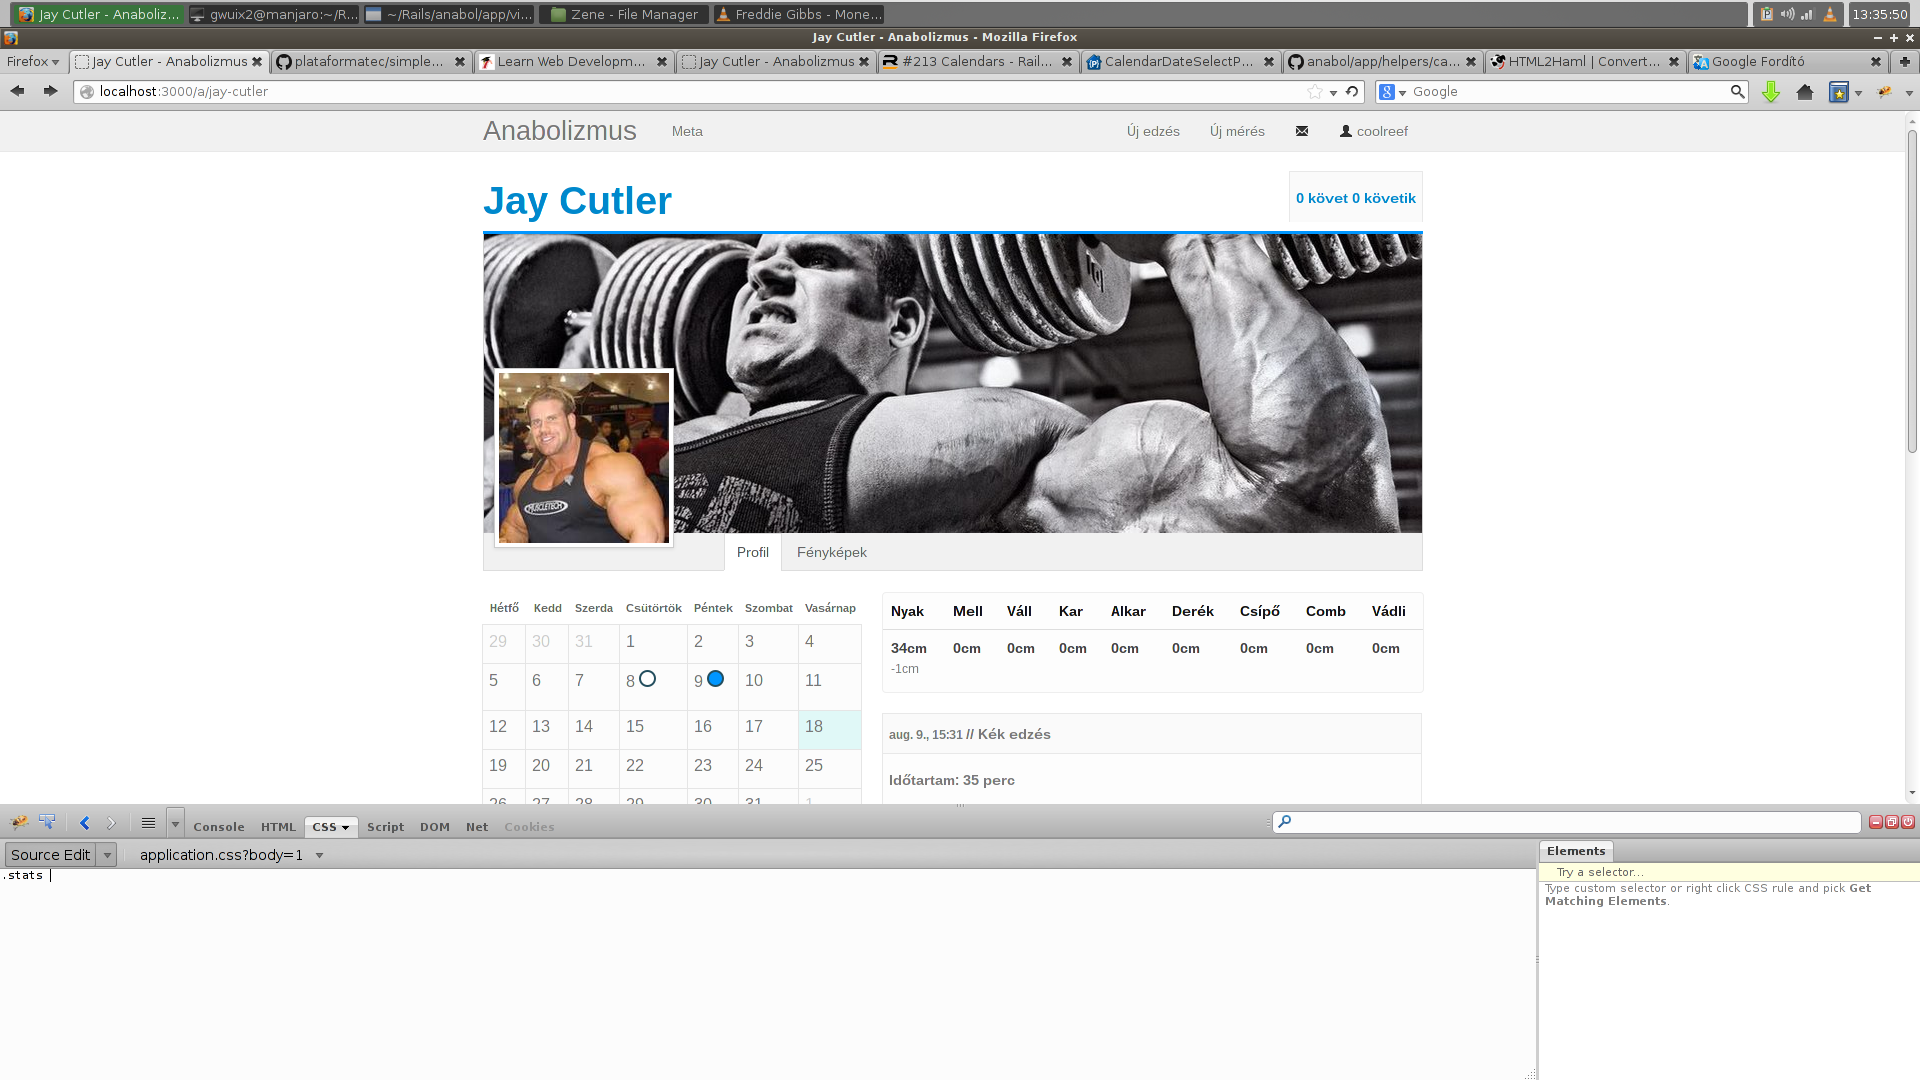 Jay Cutler - Anaboliz... gwuix2@manjaro:~/R... ~/Rails/anabol/app/vi... Zene - File Manager Freddie Gibbs - Mone... 13:35:50
Jay Cutler - Anabolizmus - Mozilla Firefox
Firefox Jay Cutler - Anabolizmus plataformatec/simple... Learn Web Developm... Jay Cutler - Anabolizmus #213 Calendars - Rail... CalendarDateSelectP... anabol/app/helpers/ca... HTML2Haml | Convert... Google Fordító
localhost:3000/a/jay-cutler Google
Anabolizmus Meta Új edzés Új mérés coolreef
Jay Cutler 0 követ 0 követik
MUSCLETECH
Profil Fényképek
Hétfő Kedd Szerda Csütörtök Péntek Szombat Vasárnap
29 30 31 1 2 3 4
5 6 7 8 9 10 11
12 13 14 15 16 17 18
19 20 21 22 23 24 25
26 27 28 29 30 31 1
Nyak Mell Váll Kar Alkar Derék Csípő Comb Vádli
34cm 0cm 0cm 0cm 0cm 0cm 0cm 0cm 0cm
-1cm
aug. 9., 15:31 // Kék edzés
Időtartam: 35 perc
Console HTML CSS Script DOM Net Cookies
Source Edit application.css?body=1
.stats
Elements
Try a selector...
Type custom selector or right click CSS rule and pick Get
Matching Elements.